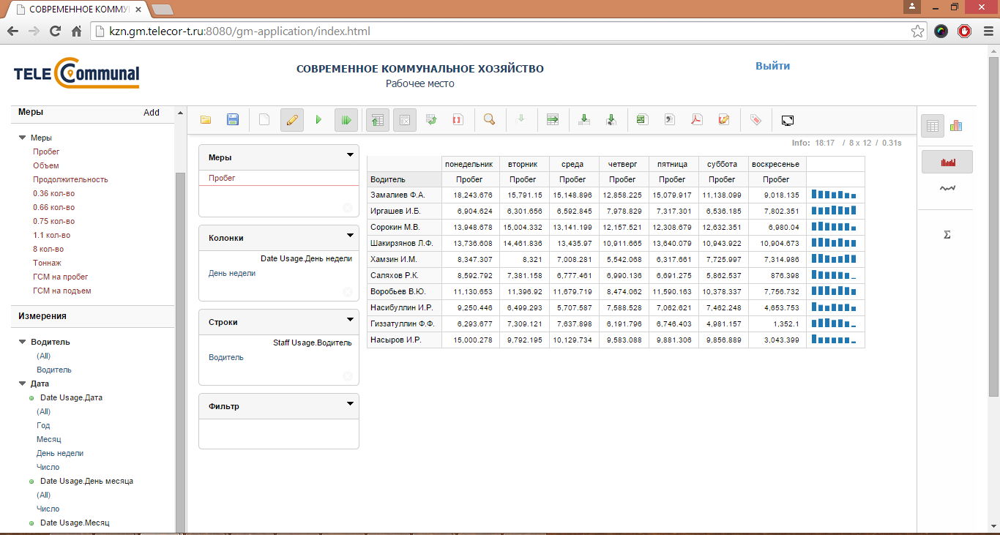 СОВРЕМЕННОЕ КОММУН
kzn.gm.telecor-t.ru:8080/gm-application/index.html
TELE Communal
СОВРЕМЕННОЕ КОММУНАЛЬНОЕ ХОЗЯЙСТВО
Рабочее место
Выйти
Меры Add
Меры
Пробег
Объем
Продолжительность
0.36 кол-во
0.66 кол-во
0.75 кол-во
1.1 кол-во
8 кол-во
Тоннаж
ГСМ на пробег
ГСМ на подъем
Измерения
Водитель
(All)
Водитель
Дата
Date Usage.Дата
(All)
Год
Месяц
День недели
Число
Date Usage.День месяца
(All)
Число
Date Usage.Месяц
Меры
Пробег
Колонки
Date Usage.День недели
День недели
Строки
Staff Usage.Водитель
Водитель
Фильтр
Info: 18:17 / 8 x 12 / 0.31s
понедельник вторник среда четверг пятница суббота воскресенье
Водитель Пробег Пробег Пробег Пробег Пробег Пробег Пробег
Замалиев Ф.А. 18,243.676 15,791.15 15,148.896 12,858.225 15,079.917 11,138.099 9,018.135
Иргашев И.Б. 6,904.624 6,301.656 6,592.845 7,978.829 7,317.301 6,536.185 7,802.351
Сорокин М.В. 13,948.678 15,004.332 13,141.199 12,157.521 12,308.679 12,632.351 6,980.04
Шакирзянов Л.Ф. 13,736.608 14,461.836 13,435.97 10,911.665 13,640.079 10,943.922 10,904.673
Хамзин И.М. 8,347.307 8,321 7,008.281 5,542.068 6,317.661 7,725.997 7,314.986
Саляхов Р.К. 8,592.792 7,381.158 6,777.461 6,990.136 6,691.275 5,862.537 876.398
Воробьев В.Ю. 11,130.653 11,396.92 11,679.719 8,474.062 11,590.163 10,378.337 7,756.732
Насибуллин И.Р. 9,250.446 6,499.293 5,707.587 7,588.528 7,062.621 7,462.248 4,653.753
Гиззатуллин Ф.Ф. 6,293.677 7,309.121 7,637.898 6,191.796 6,746.403 4,981.157 1,352.1
Насыров И.Р. 15,000.278 9,792.195 10,129.734 9,583.088 9,881.306 9,856.889 3,043.399
Σ